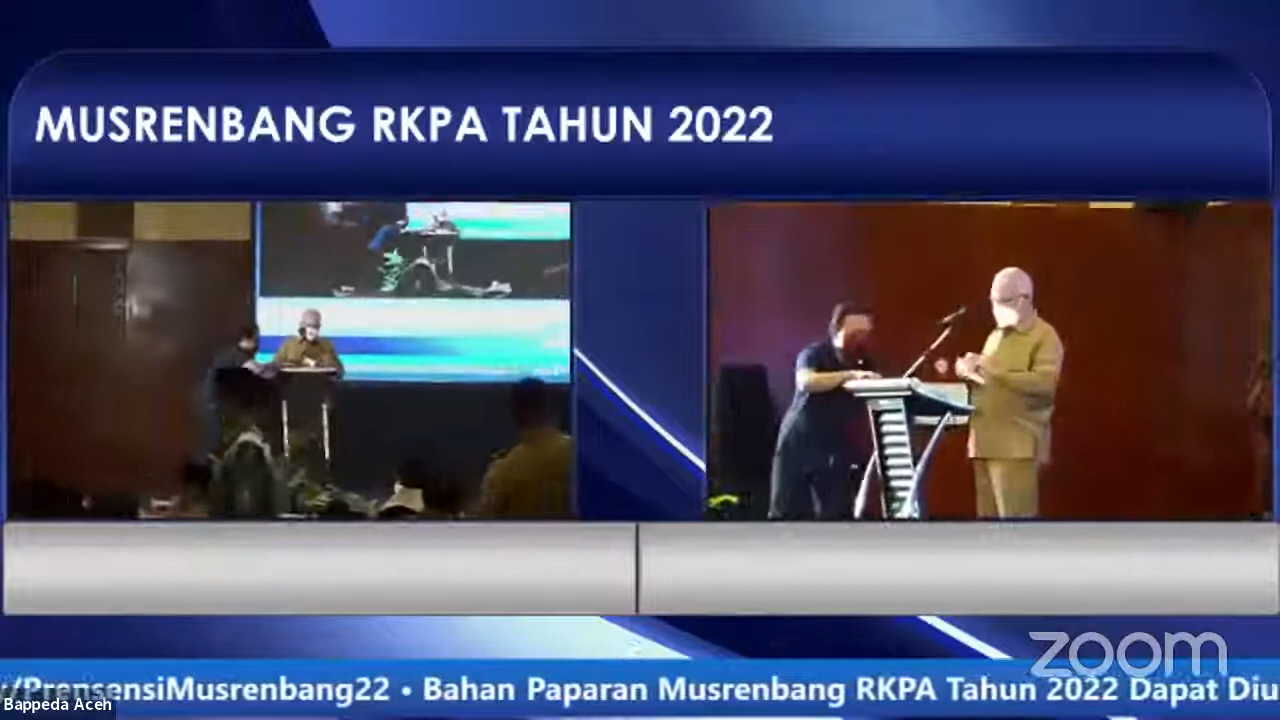 MUSRENBANG RKPA TAHUN 2022
zoom
/PrensensiMusrenbang22 • Bahan Paparan Musrenbang RKPA Tahun 2022 Dapat Diu
Bappeda Aceh